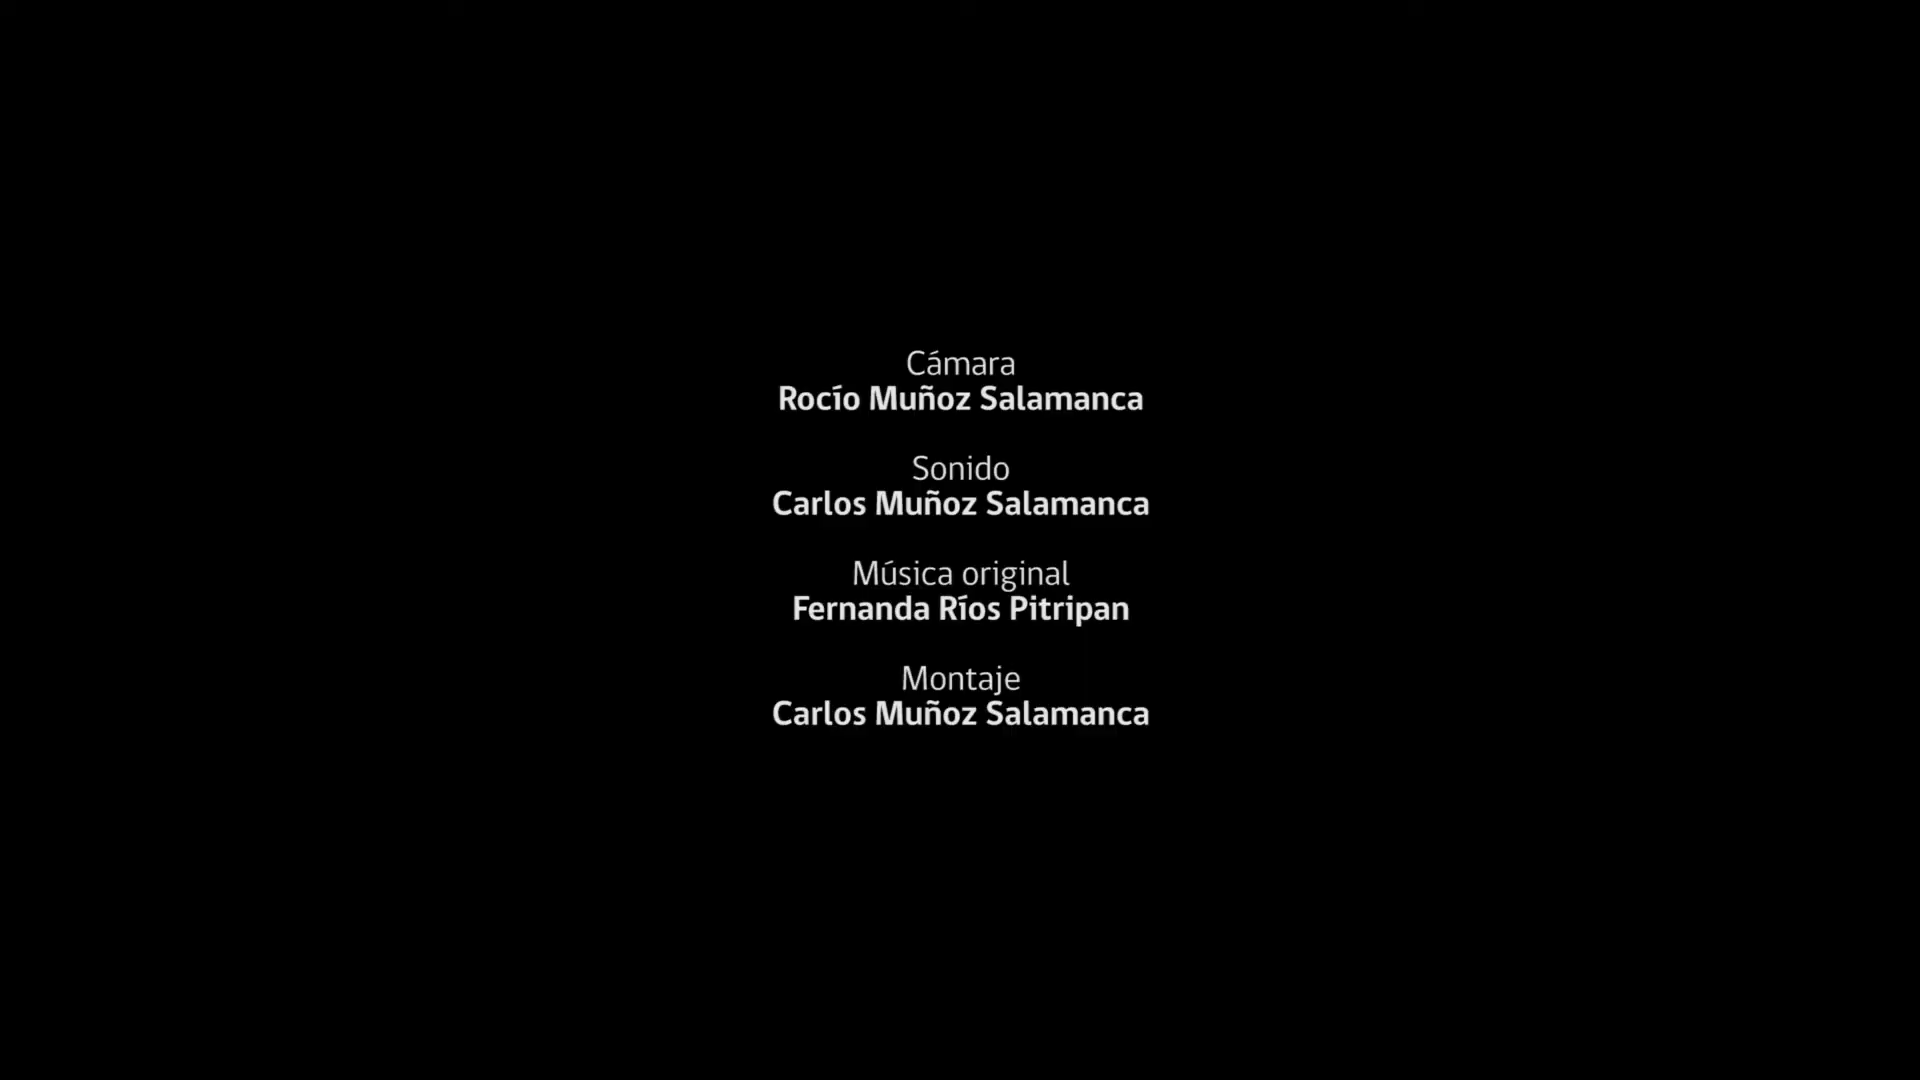 Cámara
Rocío Muñoz Salamanca
Sonido
Carlos Muñoz Salamanca
Música original
Fernanda Ríos Pitripan
Montaje
Carlos Muñoz Salamanca